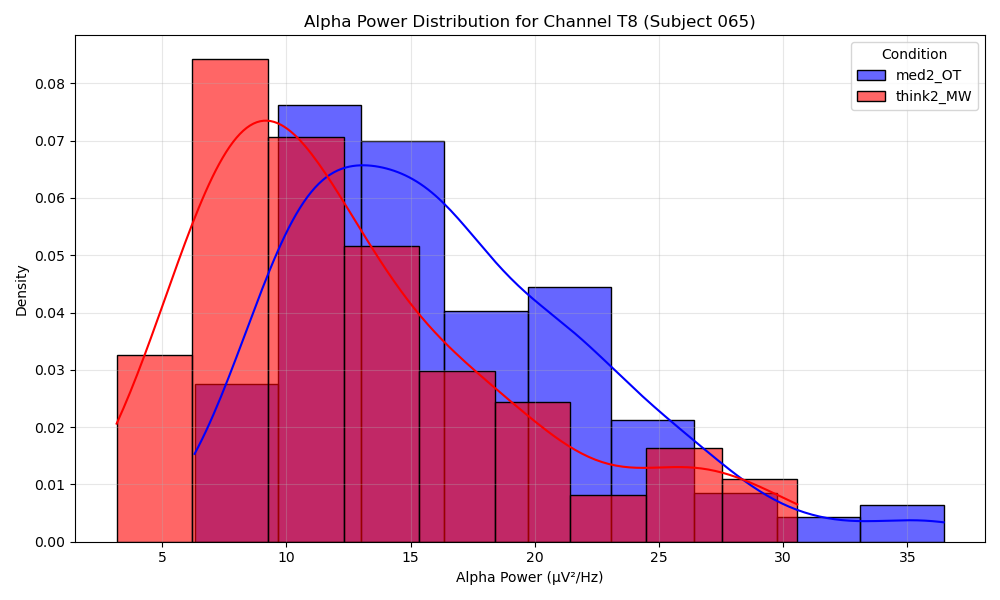 Alpha Power Distribution for Channel T8 (Subject 065)
Condition
med2_OT
think2_MW
0.08
0.07
0.06
0.05
0.04
0.03
0.02
0.01
0.00
Density
5
10
15
20
25
30
35
Alpha Power (μV²/Hz)